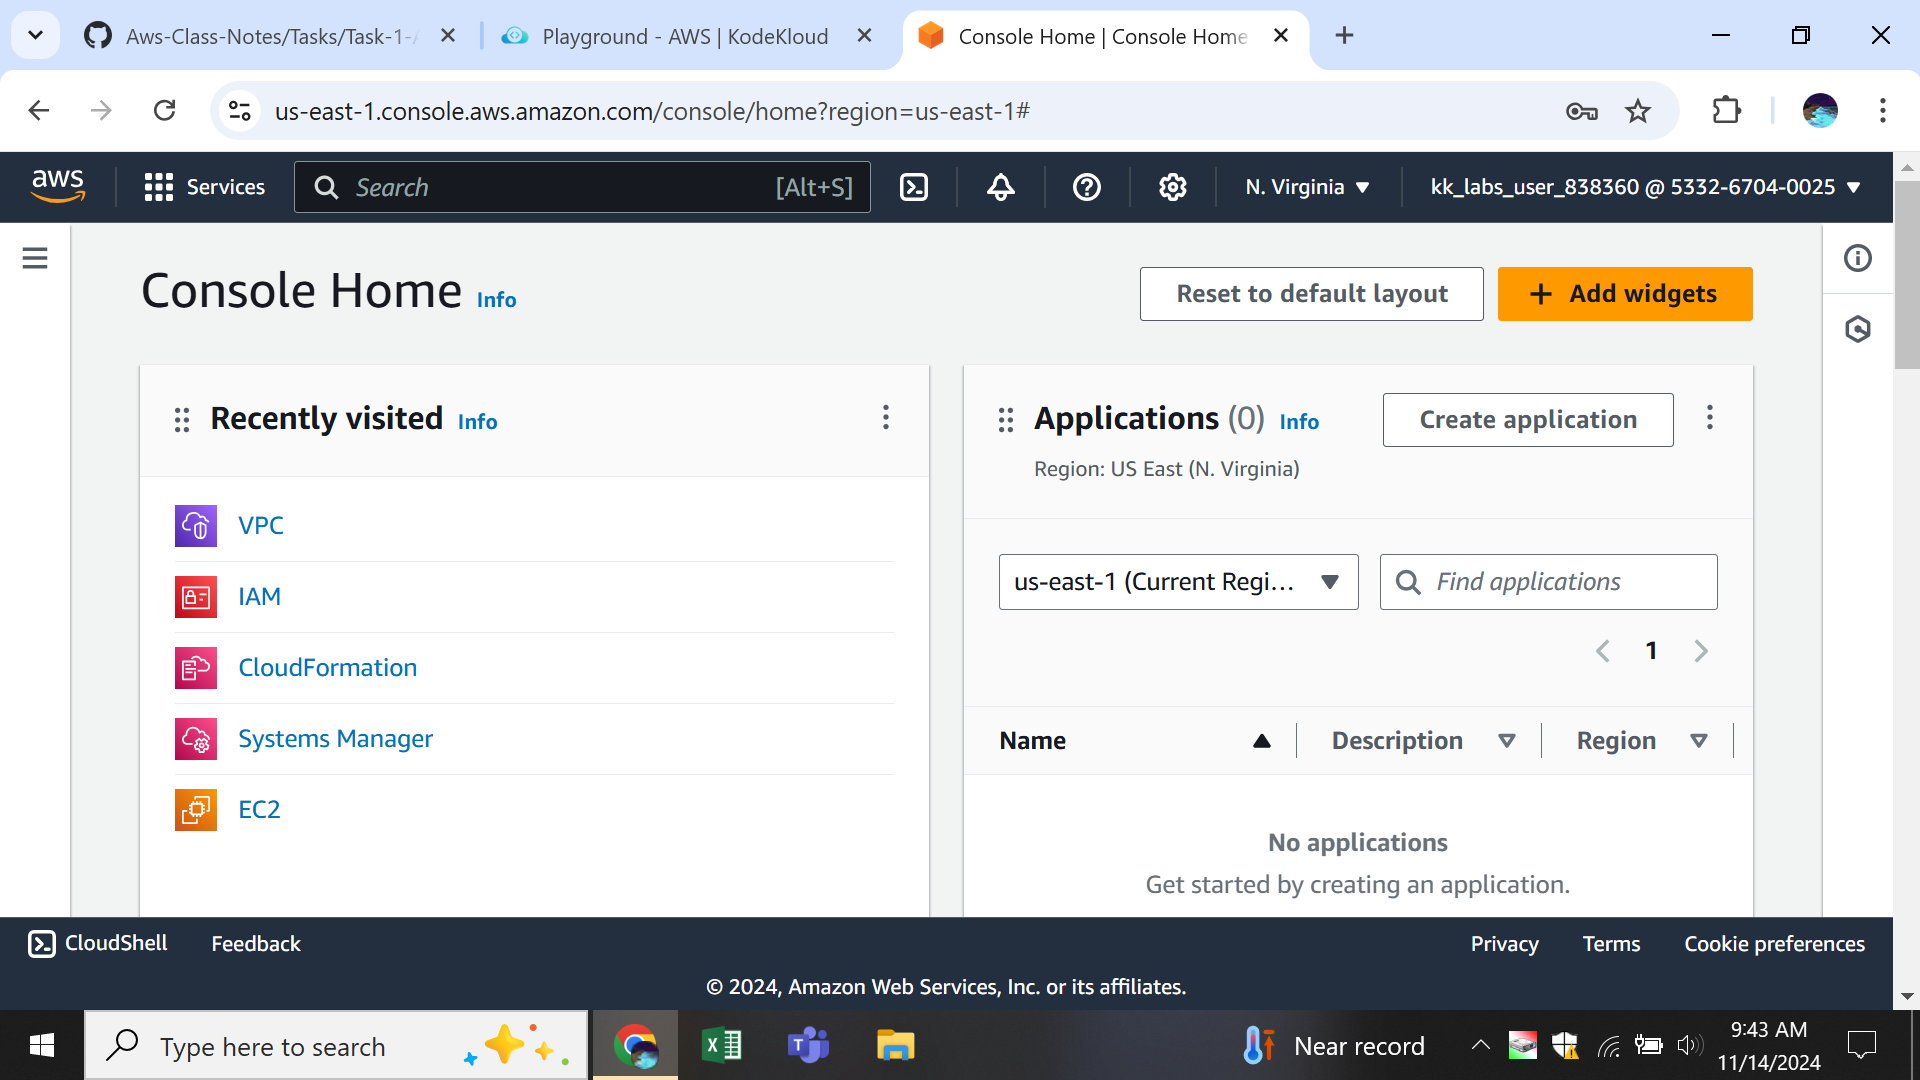 Aws-Class-Notes/Tasks/Task-1-
Playground - AWS | KodeKloud
Console Home | Console Home
us-east-1.console.aws.amazon.com/console/home?region=us-east-1#
aws
Services
Search
[Alt+S]
N. Virginia
kk_labs_user_838360 @ 5332-6704-0025
Console Home Info
Reset to default layout
Add widgets
Recently visited Info
VPC
IAM
CloudFormation
Systems Manager
EC2
Applications (0) Info
Create application
Region: US East (N. Virginia)
us-east-1 (Current Regi...
Find applications
1
Name
Description
Region
No applications
Get started by creating an application.
CloudShell
Feedback
Privacy
Terms
Cookie preferences
© 2024, Amazon Web Services, Inc. or its affiliates.
Type here to search
Near record
9:43 AM
11/14/2024